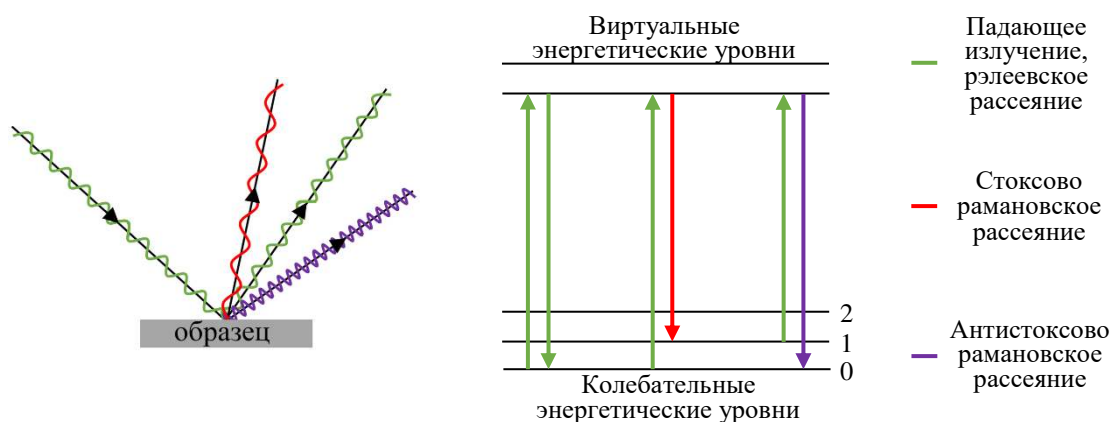 образец
Виртуальные
энергетические уровни
2
1
0
Колебательные
энергетические уровни
Падающее
излучение,
рэлеевское
рассеяние
Стоксово
рамановское
рассеяние
Антистоксово
рамановское
рассеяние